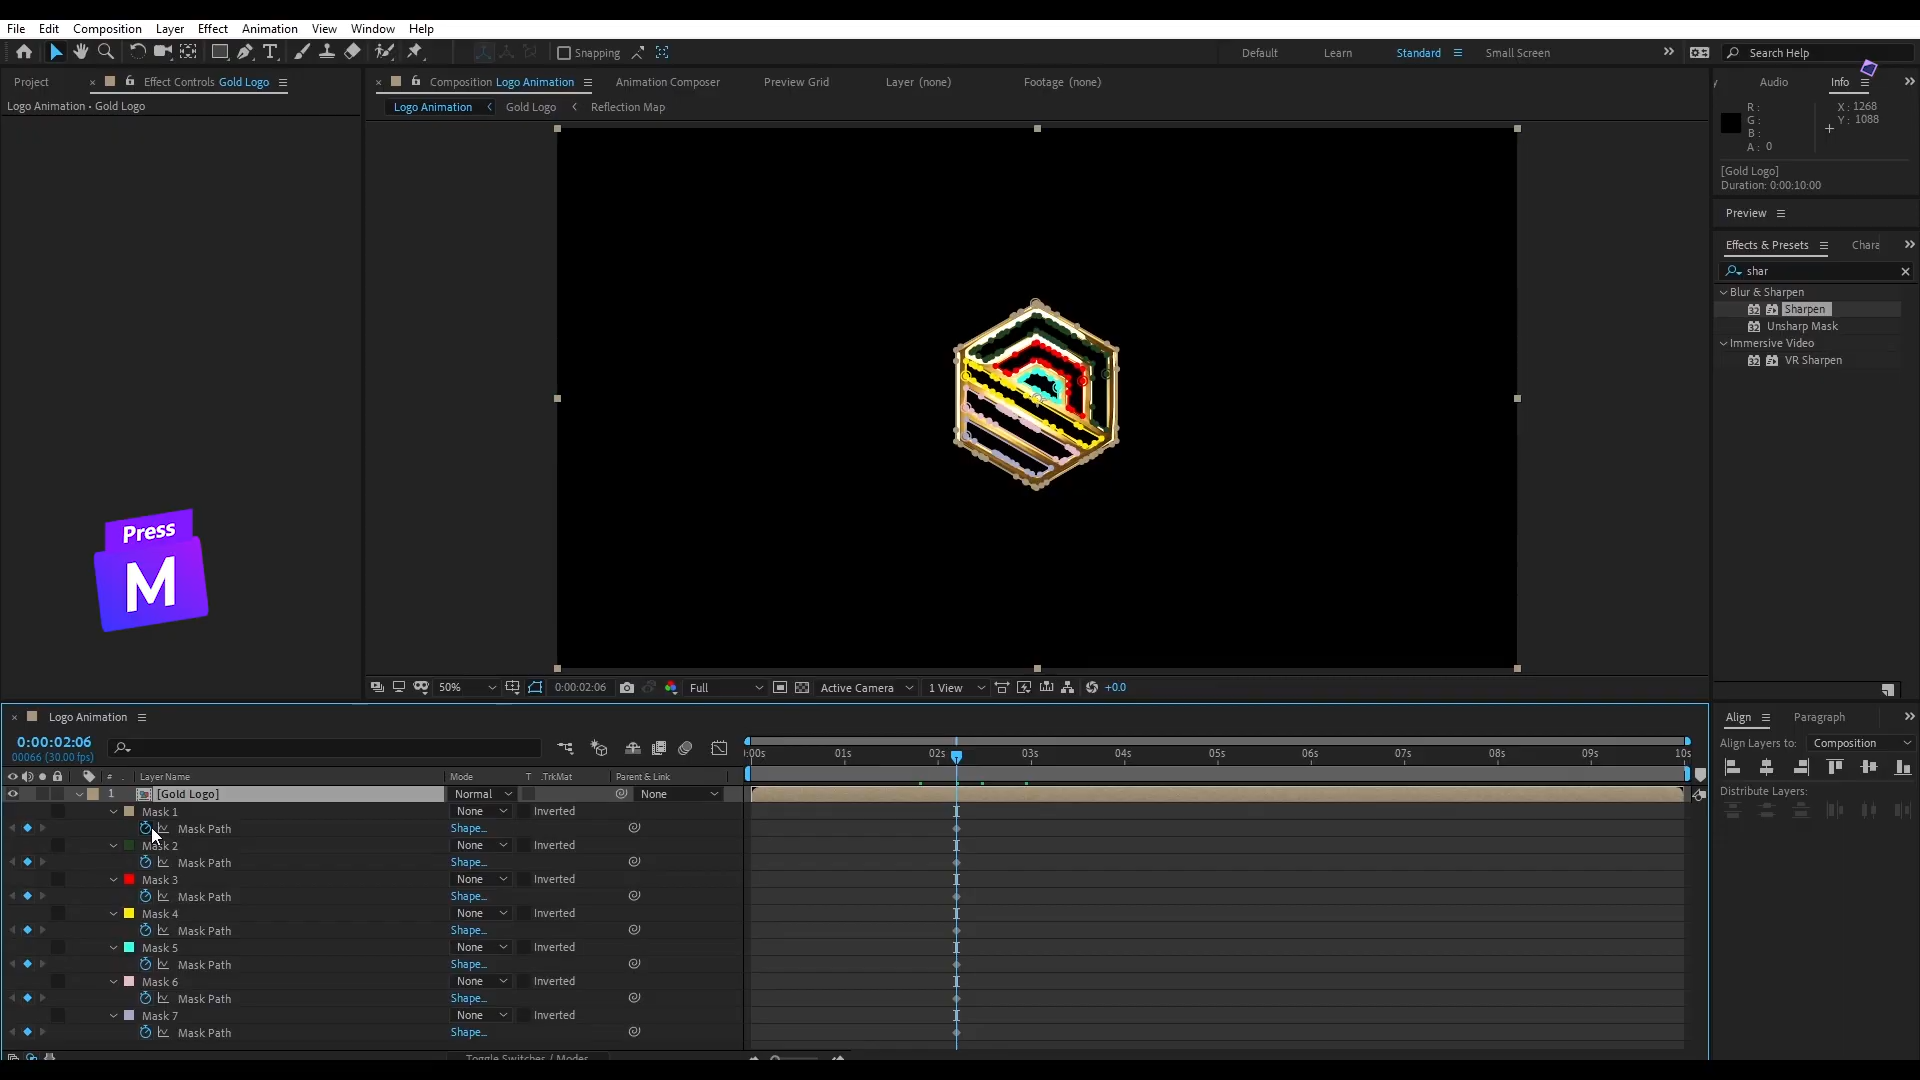 File Edit Composition Layer Effect Animation View Window Help
Snapping Default Learn Standard Small Screen Search Help
Project Effect Controls Gold Logo Composition Logo Animation Animation Composer Preview Grid Layer (none) Footage (none) Audio Info
Logo Animation • Gold Logo Logo Animation Gold Logo Reflection Map
R : X : 1268
G : Y : 1088
B :
A : 0
[Gold Logo]
Duration: 0:00:10:00
Preview
Effects & Presets Chara
shar
Blur & Sharpen
32 Sharpen
32 Unsharp Mask
Immersive Video
32 VR Sharpen
Press
M
50% 0:00:02:06 Full Active Camera 1 View +0.0
Logo Animation Align Paragraph
0:00:02:06
00066 (30.00 fps)
Align Layers to: Composition
:00s 01s 02s 03s 04s 05s 06s 07s 08s 09s 10s
# Layer Name Mode T .TrkMat Parent & Link
Distribute Layers:
1 [Gold Logo] Normal None
Mask 1 None Inverted
Mask Path Shape...
Mask 2 None Inverted
Mask Path Shape...
Mask 3 None Inverted
Mask Path Shape...
Mask 4 None Inverted
Mask Path Shape...
Mask 5 None Inverted
Mask Path Shape...
Mask 6 None Inverted
Mask Path Shape...
Mask 7 None Inverted
Mask Path Shape...
Toggle Switches / Modes